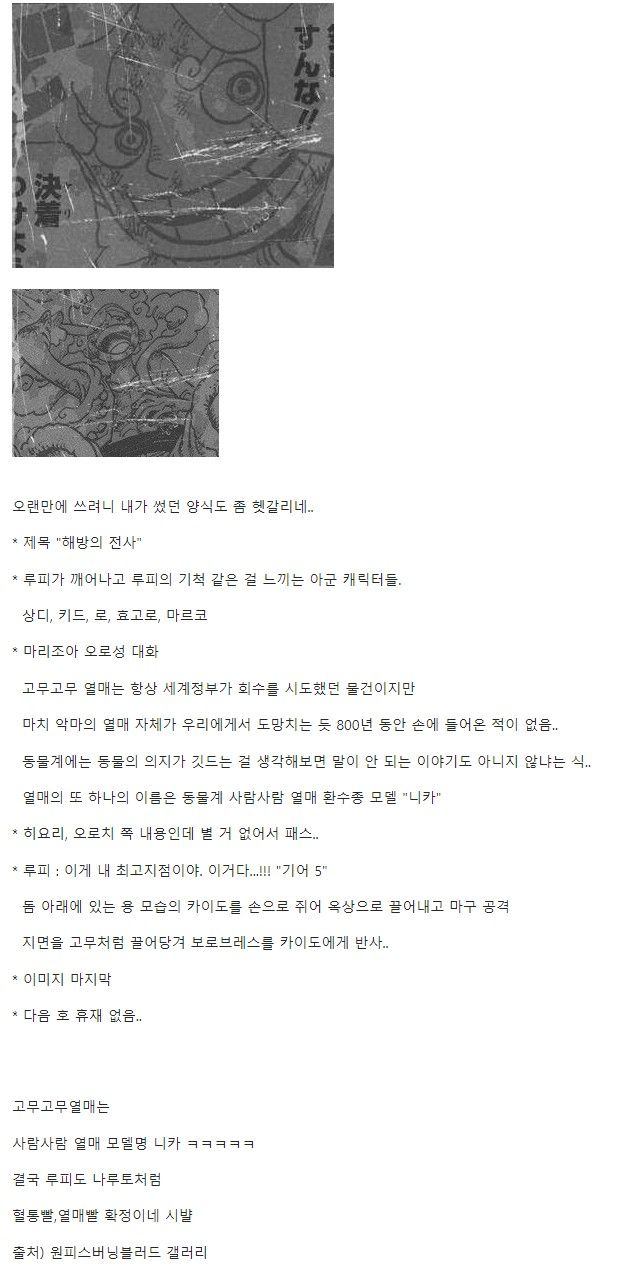 すんな!!
決着
オ랜만에 쓰려니 내가 썼던 양식도 좀 헷갈리네..
* 제목 "해방의 전사"
* 루피가 깨어나고 루피의 기척 같은 걸 느끼는 아군 캐릭터들.
상디, 키드, 로, 효고로, 마르코
* 마리조아 오로성 대화
고무고무 열매는 항상 세계정부가 회수를 시도했던 물건이지만
마치 악마의 열매 자체가 우리에게서 도망치는 듯 800년 동안 손에 들어온 적이 없음..
동물계에는 동물의 의지가 깃드는 걸 생각해보면 말이 안 되는 이야기도 아니지 않냐는 식..
열매의 또 하나의 이름은 동물계 사람사람 열매 환수종 모델 "니카"
* 히요리, 오로치 쪽 내용인데 별 거 없어서 패스..
* 루피 : 이게 내 최고지점이야. 이거다...!!! "기어 5"
돔 아래에 있는 용 모습의 카이도를 손으로 쥐어 옥상으로 끌어내고 마구 공격
지면을 고무처럼 끌어당겨 보로브레스를 카이도에게 반사..
* 이미지 마지막
* 다음 호 휴재 없음..
고무고무열매는
사람사람 열매 모델명 니카 ㅋㅋㅋㅋㅋ
결국 루피도 나루토처럼
혈통빨,열매빨 확정이네 시뱔
출처) 원피스버닝블러드 갤러리